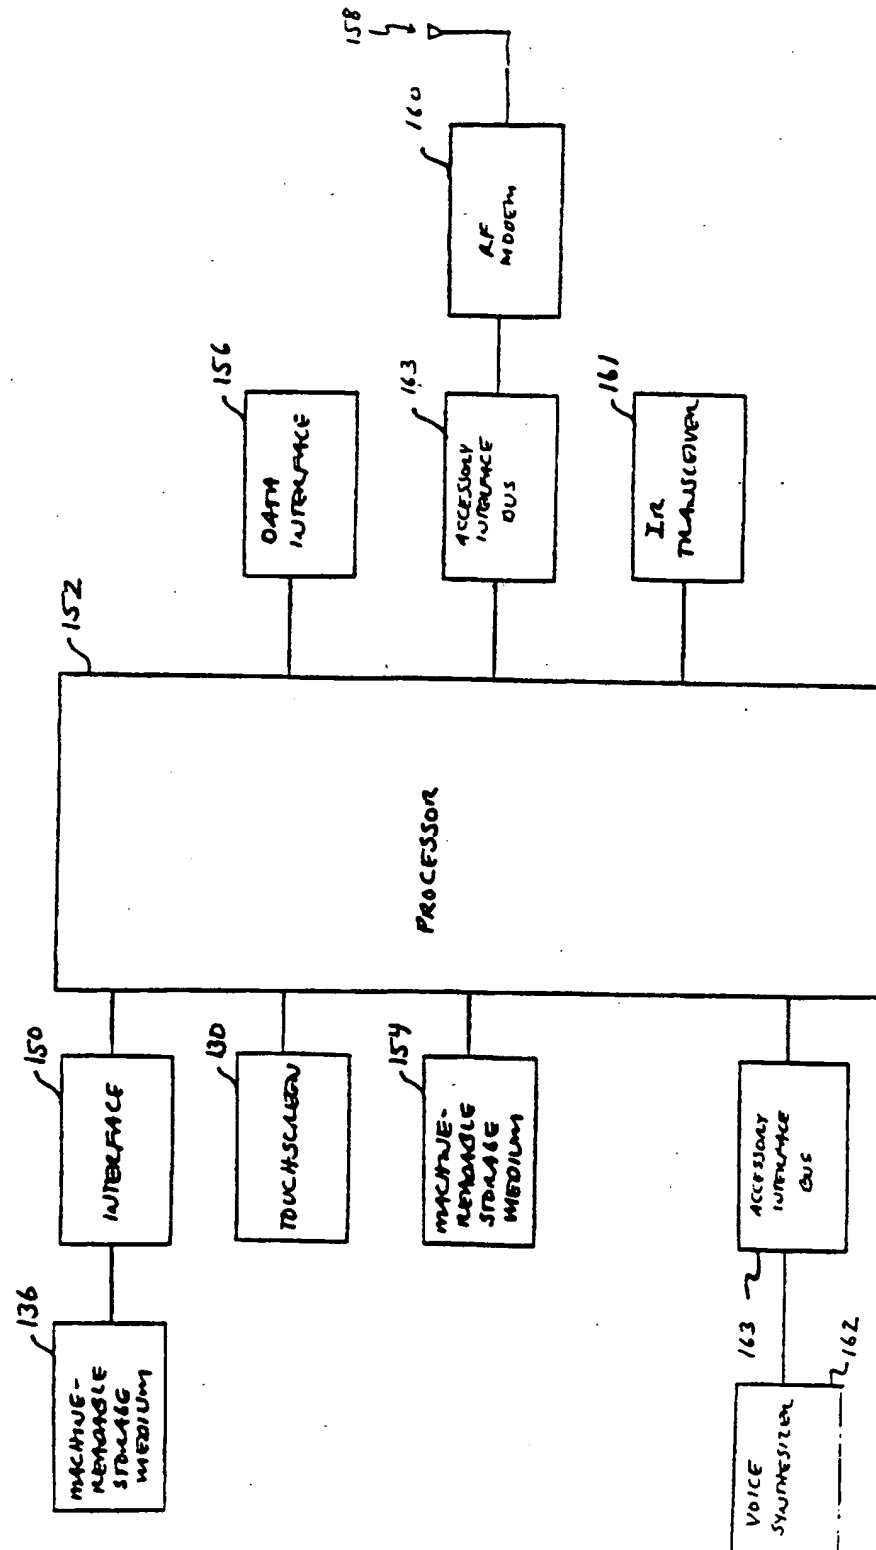 136
MACHINE-
READABLE
STORAGE
MEDIUM
150
INTERFACE
130
TOUCHSCREEN
154
MACHINE-
READABLE
STORAGE
MEDIUM
162
VOICE
SYNTHESIZER
163
ACCESSORY
INTERFACE
BUS
152
PROCESSOR
156
DATA
INTERFACE
163
ACCESSORY
INTERFACE
BUS
161
IR
TRANSCEIVER
160
RF
MODEM
158